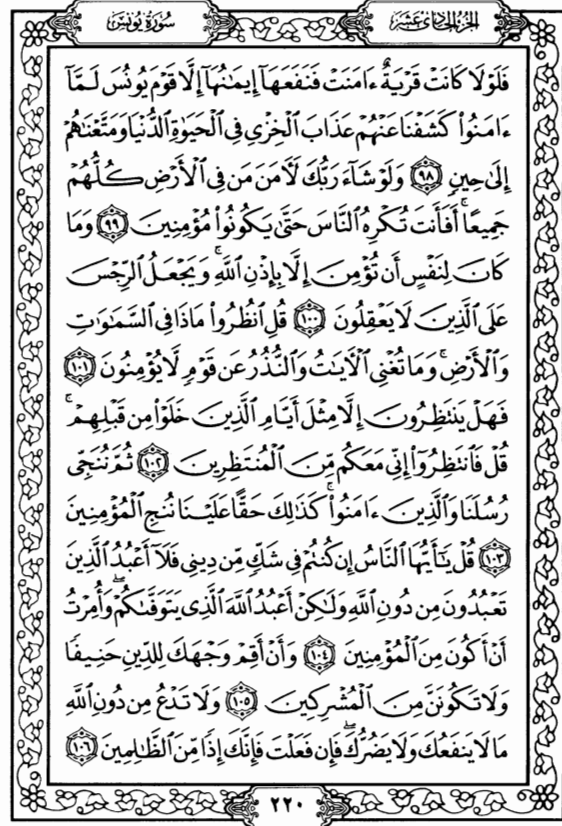 الجزء الحادي عشر
سورة يونس
فَلَوْلَا كَانَتْ قَرْيَةٌ ءَامَنَتْ فَنَفَعَهَآ إِيمَٰنُهَآ إِلَّا قَوْمَ يُونُسَ لَمَّآ
ءَامَنُوا۟ كَشَفْنَا عَنْهُمْ عَذَابَ ٱلْخِزْىِ فِى ٱلْحَيَوٰةِ ٱلدُّنْيَا وَمَتَّعْنَٰهُمْ
إِلَىٰ حِينٍ ٩٨ وَلَوْ شَآءَ رَبُّكَ لَءَامَنَ مَن فِى ٱلْأَرْضِ كُلُّهُمْ
جَمِيعًا ۚ أَفَأَنتَ تُكْرِهُ ٱلنَّاسَ حَتَّىٰ يَكُونُوا۟ مُؤْمِنِينَ ٩٩ وَمَا
كَانَ لِنَفْسٍ أَن تُؤْمِنَ إِلَّا بِإِذْنِ ٱللَّهِ ۚ وَيَجْعَلُ ٱلرِّجْسَ
عَلَى ٱلَّذِينَ لَا يَعْقِلُونَ ١٠٠ قُلِ ٱنظُرُوا۟ مَاذَا فِى ٱلسَّمَٰوَٰتِ
وَٱلْأَرْضِ ۚ وَمَا تُغْنِى ٱلْءَايَٰتُ وَٱلنُّذُرُ عَن قَوْمٍ لَّا يُؤْمِنُونَ ١٠١
فَهَلْ يَنتَظِرُونَ إِلَّا مِثْلَ أَيَّامِ ٱلَّذِينَ خَلَوْا۟ مِن قَبْلِهِمْ ۚ
قُلْ فَٱنتَظِرُوٓا۟ إِنِّى مَعَكُم مِّنَ ٱلْمُنتَظِرِينَ ١٠٢ ثُمَّ نُنَجِّى
رُسُلَنَا وَٱلَّذِينَ ءَامَنُوا۟ ۚ كَذَٰلِكَ حَقًّا عَلَيْنَا نُنجِ ٱلْمُؤْمِنِينَ
١٠٣ قُلْ يَٰٓأَيُّهَا ٱلنَّاسُ إِن كُنتُمْ فِى شَكٍّ مِّن دِينِى فَلَآ أَعْبُدُ ٱلَّذِينَ
تَعْبُدُونَ مِن دُونِ ٱللَّهِ وَلَٰكِنْ أَعْبُدُ ٱللَّهَ ٱلَّذِى يَتَوَفَّىٰكُمْ ۖ وَأُمِرْتُ
أَنْ أَكُونَ مِنَ ٱلْمُؤْمِنِينَ ١٠٤ وَأَنْ أَقِمْ وَجْهَكَ لِلدِّينِ حَنِيفًا
وَلَا تَكُونَنَّ مِنَ ٱلْمُشْرِكِينَ ١٠٥ وَلَا تَدْعُ مِن دُونِ ٱللَّهِ
مَا لَا يَنفَعُكَ وَلَا يَضُرُّكَ ۖ فَإِن فَعَلْتَ فَإِنَّكَ إِذًا مِّنَ ٱلظَّٰلِمِينَ ١٠٦
٢٢٠